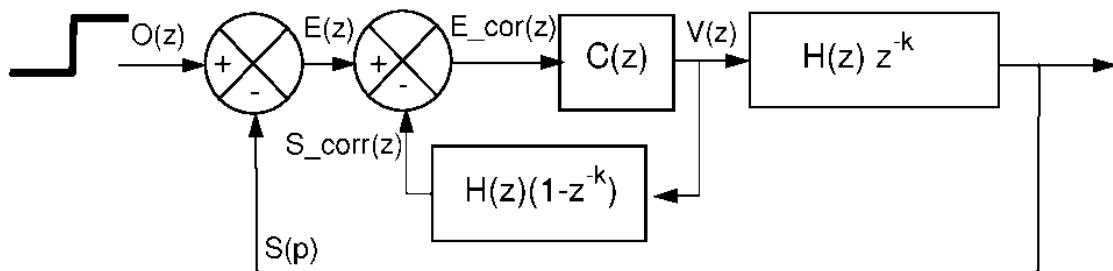 O(z)
E(z)
E_cor(z)
C(z)
V(z)
H(z) z^-k
+
-
+
-
S_corr(z)
H(z)(1-z^-k)
S(p)